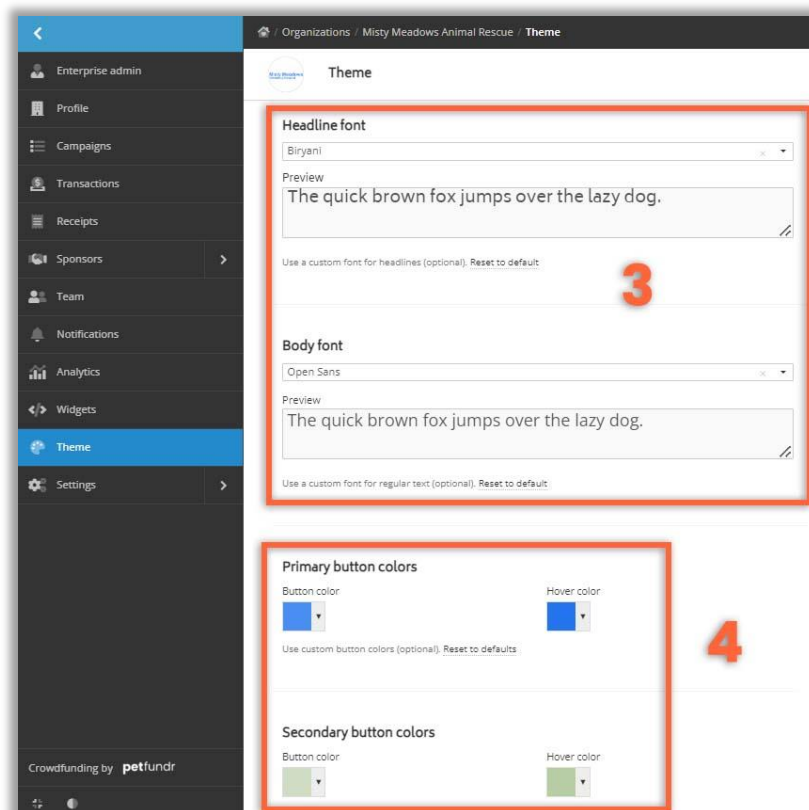 / Organizations / Misty Meadows Animal Rescue / Theme
Enterprise admin
Profile
Campaigns
Transactions
Receipts
Sponsors
Team
Notifications
Analytics
Widgets
Theme
Settings
Crowdfunding by petfundr
Misty Meadows
Theme
Headline font
Biryani
Preview
The quick brown fox jumps over the lazy dog.
Use a custom font for headlines (optional). Reset to default
3
Body font
Open Sans
Preview
The quick brown fox jumps over the lazy dog.
Use a custom font for regular text (optional). Reset to default
Primary button colors
Button color Hover color
Use custom button colors (optional). Reset to defaults
4
Secondary button colors
Button color Hover color